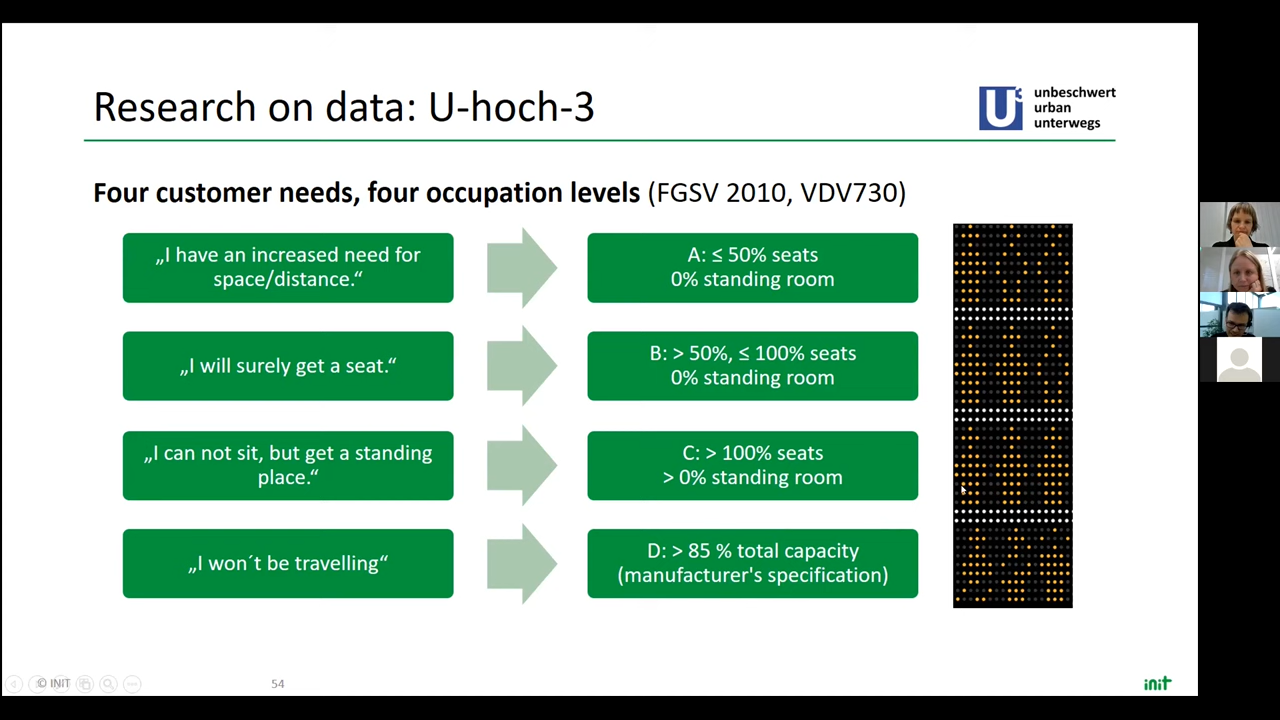 Research on data: U-hoch-3
U3
unbeschwert
urban
unterwegs
Four customer needs, four occupation levels (FGSV 2010, VDV730)
„I have an increased need for
space/distance.“
A: ≤ 50% seats
0% standing room
„I will surely get a seat.“
B: > 50%, ≤ 100% seats
0% standing room
„I can not sit, but get a standing
place.“
C: > 100% seats
> 0% standing room
„I won´t be travelling“
D: > 85 % total capacity
(manufacturer's specification)
© INIT
54
init